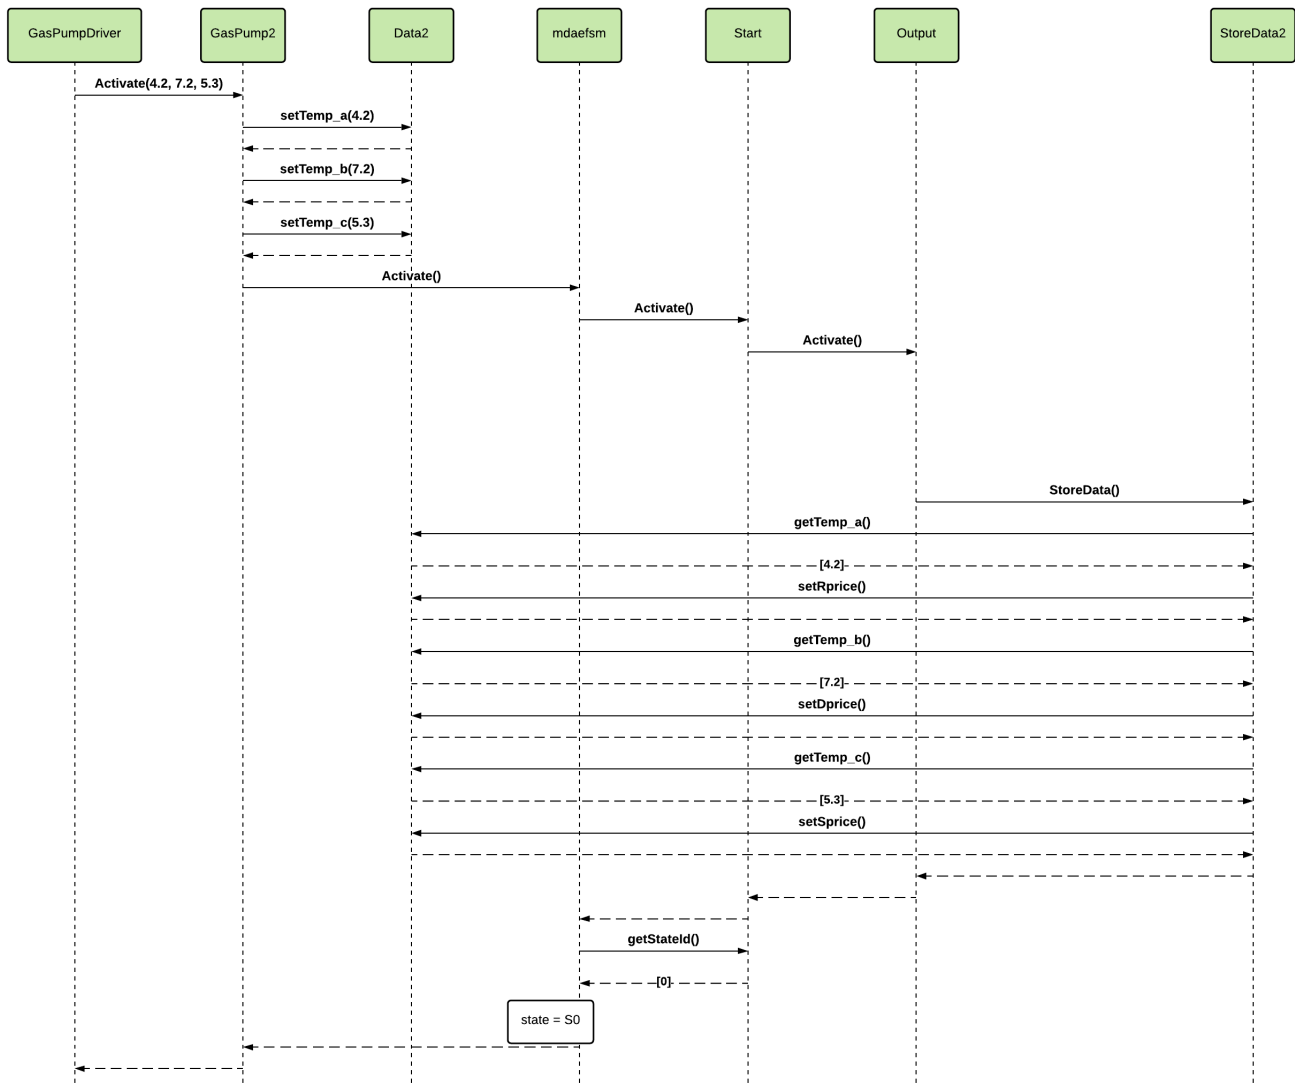 GasPumpDriver
GasPump2
Data2
mdaefsm
Start
Output
StoreData2
Activate(4.2, 7.2, 5.3)
setTemp_a(4.2)
setTemp_b(7.2)
setTemp_c(5.3)
Activate()
Activate()
Activate()
StoreData()
getTemp_a()
[4.2]
setRprice()
getTemp_b()
[7.2]
setDprice()
getTemp_c()
[5.3]
setSprice()
getStateId()
[0]
state = S0